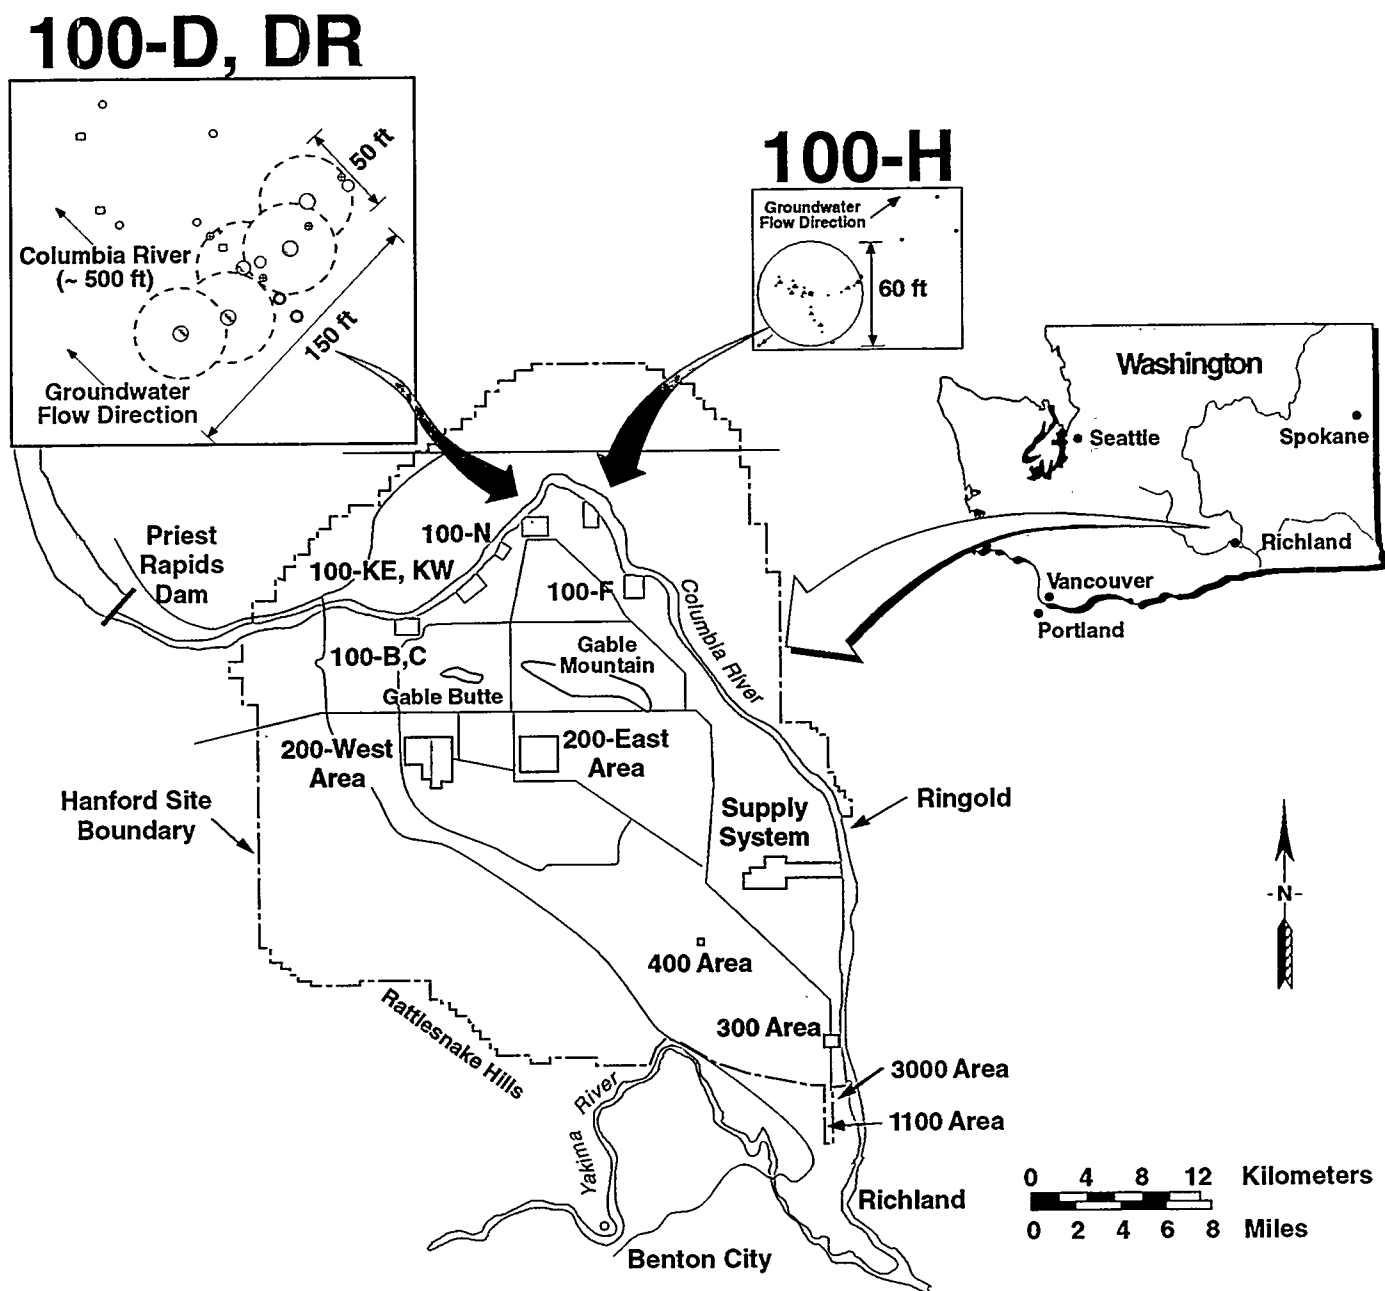 100-D, DR
50 ft
Columbia River
(~ 500 ft)
150 ft
Groundwater
Flow Direction
100-H
Groundwater
Flow Direction
60 ft
Washington
Seattle
Spokane
Richland
Vancouver
Portland
Priest
Rapids
Dam
100-N
100-KE, KW
100-F
100-B,C
Columbia River
Gable
Mountain
Gable Butte
200-West
Area
200-East
Area
Hanford Site
Boundary
Supply
System
Ringold
-N-
400 Area
300 Area
Rattlesnake Hills
3000 Area
1100 Area
Yakima River
Richland
Benton City
0 4 8 12 Kilometers
0 2 4 6 8 Miles